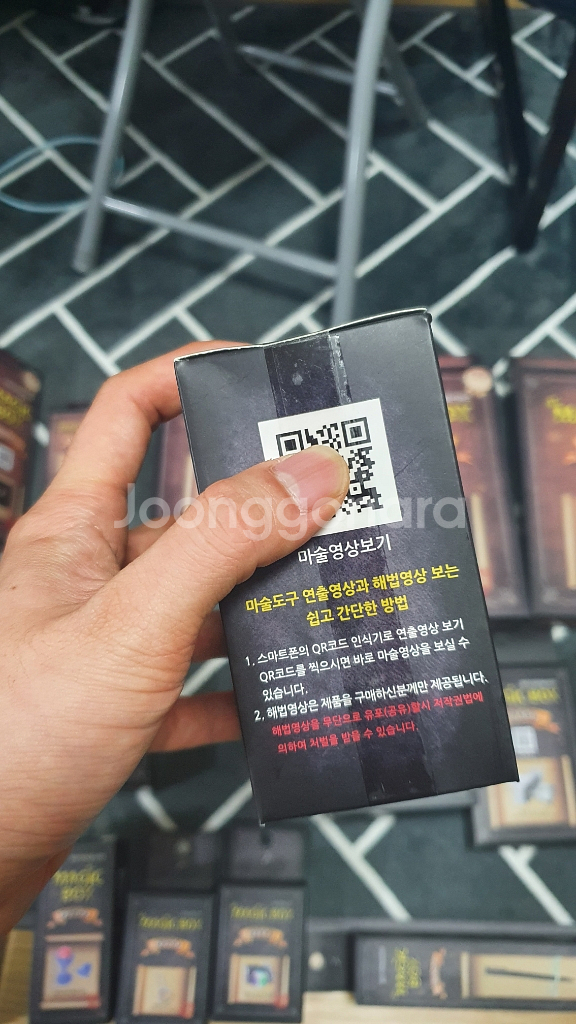 Joonggonara
마술영상보기
마술도구 연출영상과 해법영상 보는
쉽고 간단한 방법
1. 스마트폰의 QR코드 인식기로 연출영상 보기
QR코드를 찍으시면 바로 마술영상을 보실 수
있습니다.
2. 해법영상은 제품을 구매하신분께만 제공됩니다.
해법영상을 무단으로 유포(공유)할시 저작권법에
의하여 처벌을 받을 수 있습니다.
MAGIC
BOX
MAGIC BOX
MAGIC BOX